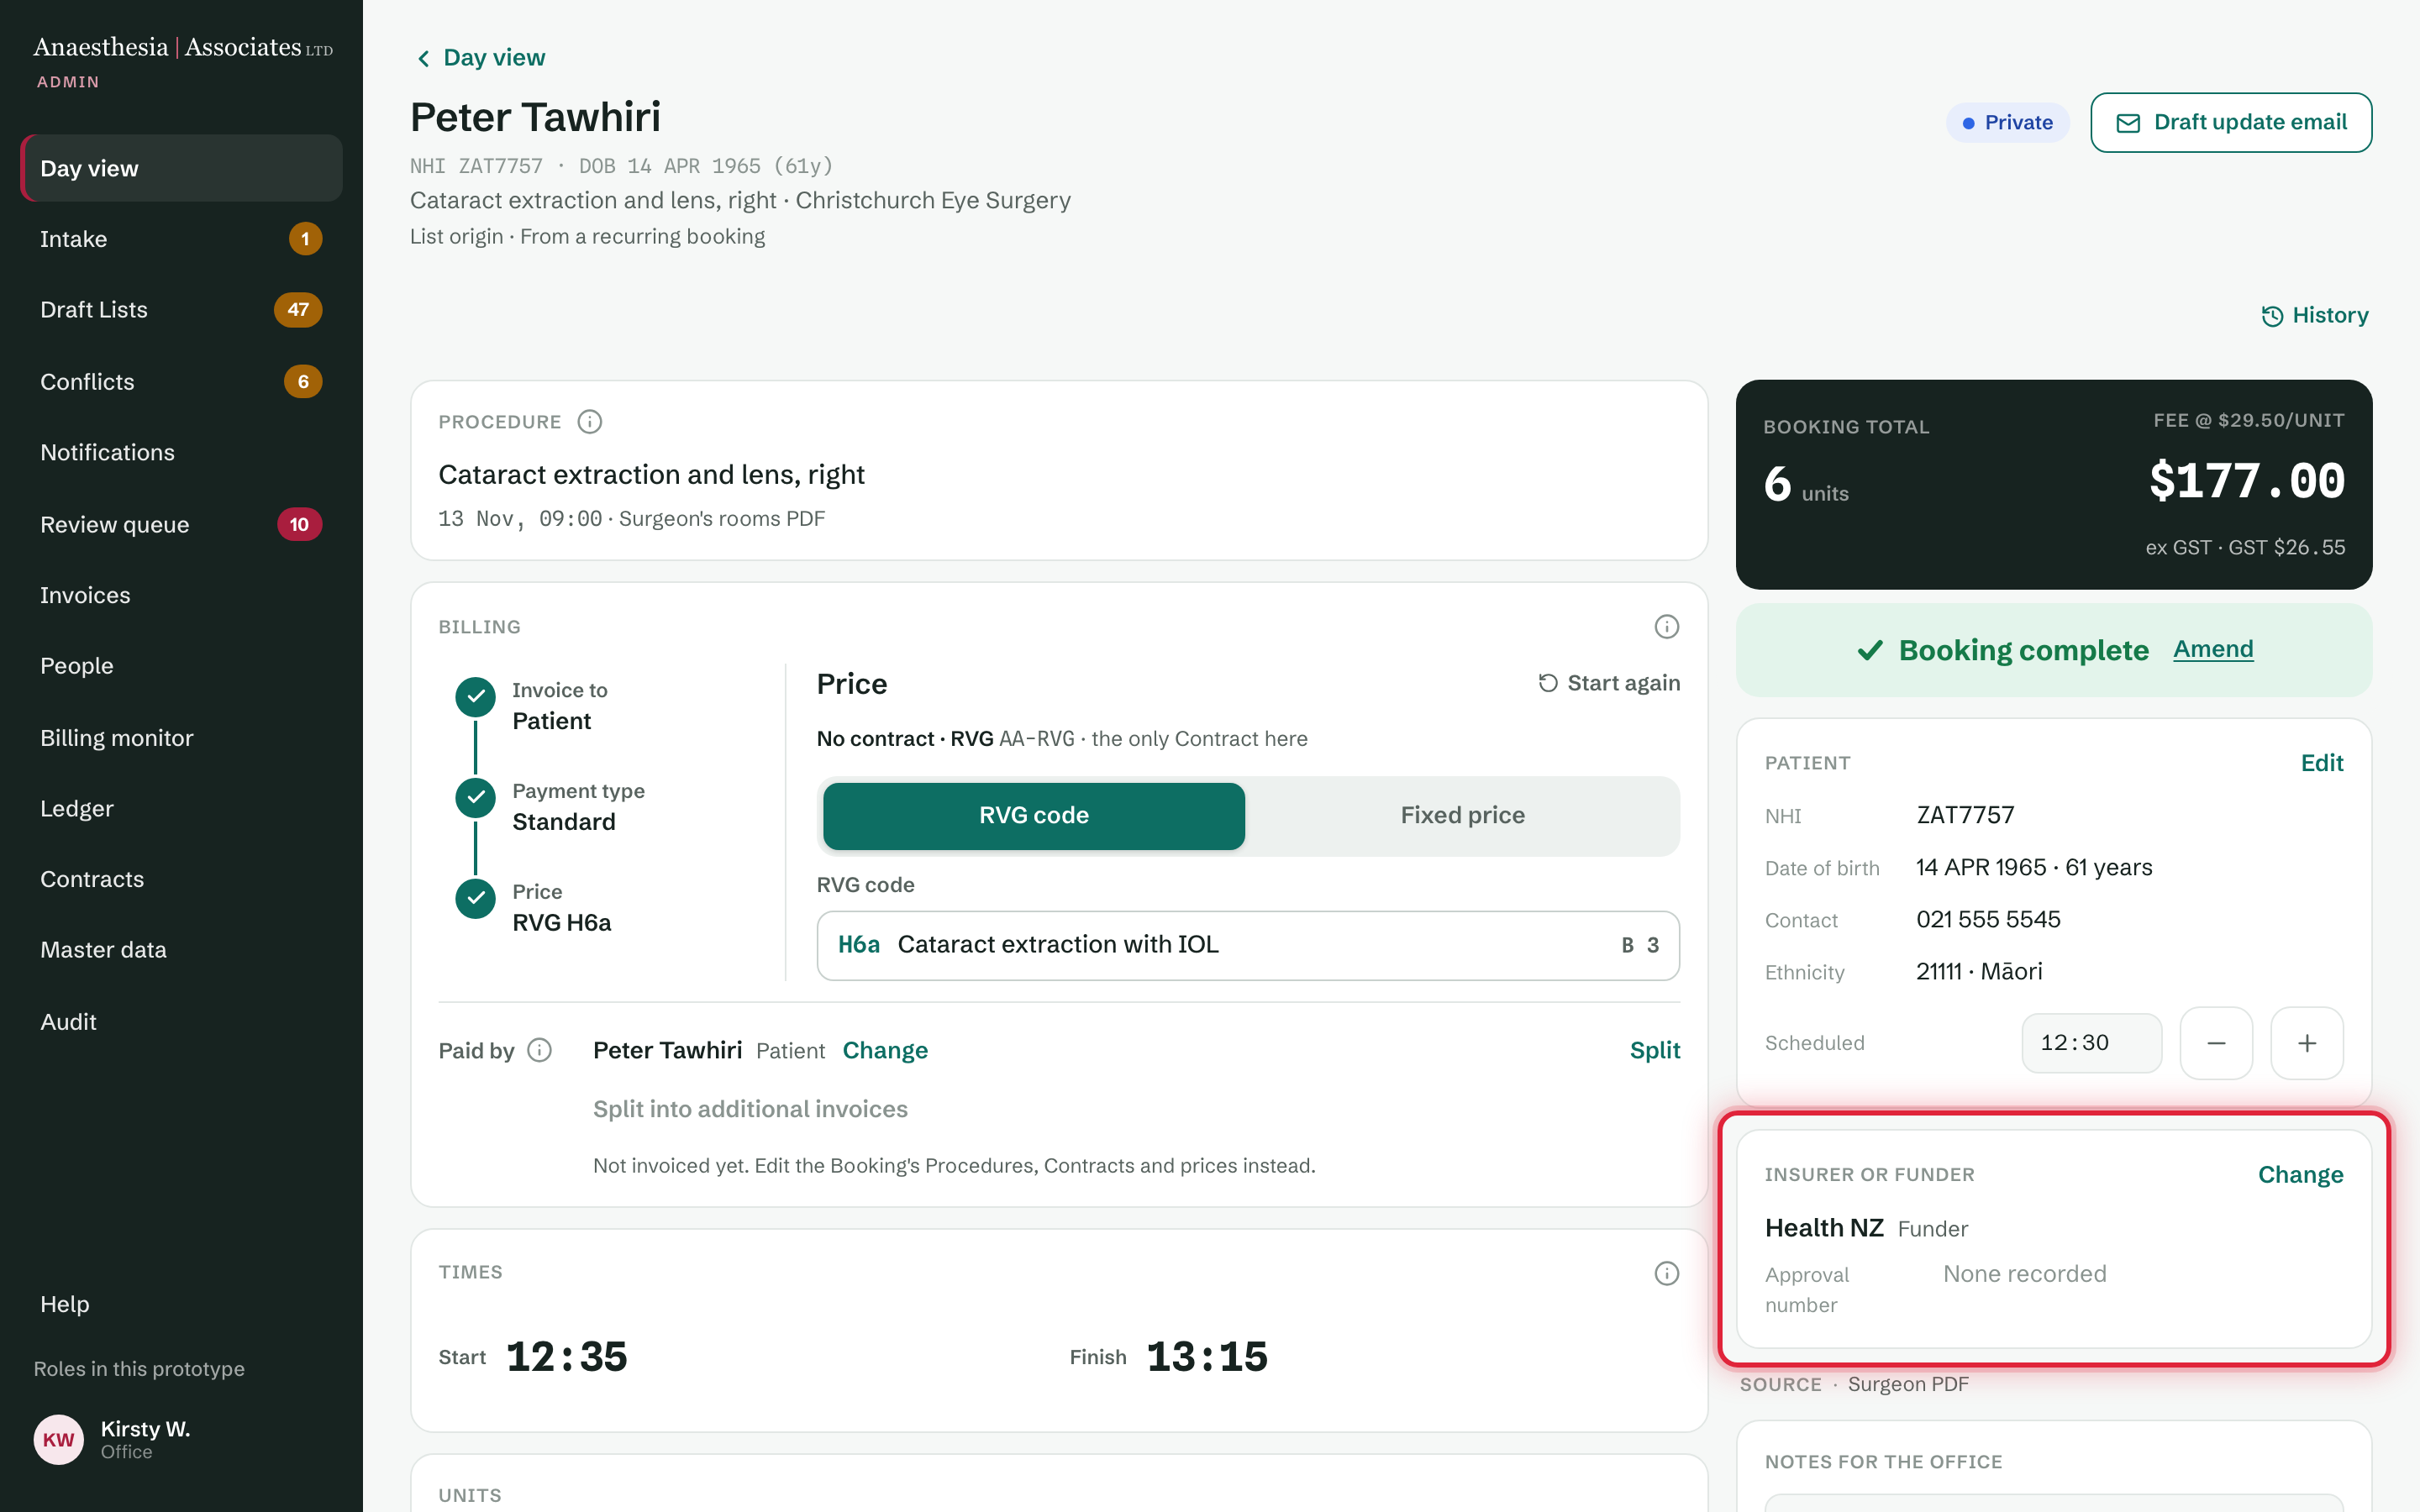 Anaesthesia | Associates LTD
ADMIN
Day view
Intake 1
Draft Lists 47
Conflicts 6
Notifications
Review queue 10
Invoices
People
Billing monitor
Ledger
Contracts
Master data
Audit
Help
Roles in this prototype
KW Kirsty W.
Office
Day view
Peter Tawhiri
NHI ZAT7757 · DOB 14 APR 1965 (61y)
Cataract extraction and lens, right · Christchurch Eye Surgery
List origin · From a recurring booking
Private
Draft update email
History
PROCEDURE
Cataract extraction and lens, right
13 Nov, 09:00 · Surgeon's rooms PDF
BILLING
Invoice to
Patient
Payment type
Standard
Price
RVG H6a
Price
Start again
No contract · RVG AA-RVG · the only Contract here
RVG code
Fixed price
RVG code
H6a Cataract extraction with IOL B 3
Paid by Peter Tawhiri Patient Change Split
Split into additional invoices
Not invoiced yet. Edit the Booking's Procedures, Contracts and prices instead.
TIMES
Start 12:35
Finish 13:15
UNITS
BOOKING TOTAL
FEE @ $29.50/UNIT
6 units
$177.00
ex GST · GST $26.55
Booking complete Amend
PATIENT Edit
NHI ZAT7757
Date of birth 14 APR 1965 · 61 years
Contact 021 555 5545
Ethnicity 21111 · Māori
Scheduled 12:30 − +
INSURER OR FUNDER Change
Health NZ Funder
Approval number None recorded
SOURCE · Surgeon PDF
NOTES FOR THE OFFICE